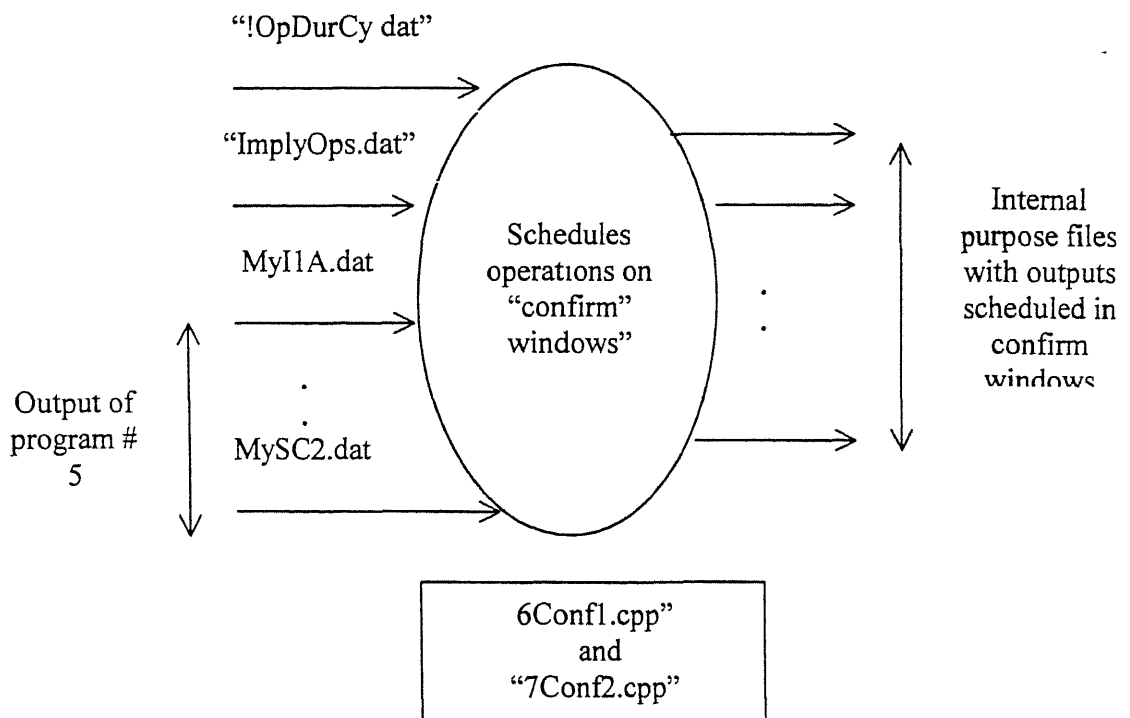 “!OpDurCy dat”
“ImplyOps.dat”
MyI1A.dat
Output of
program #
5
MySC2.dat
Schedules
operations on
“confirm”
windows”
Internal
purpose files
with outputs
scheduled in
confirm
windows
6Conf1.cpp”
and
“7Conf2.cpp”